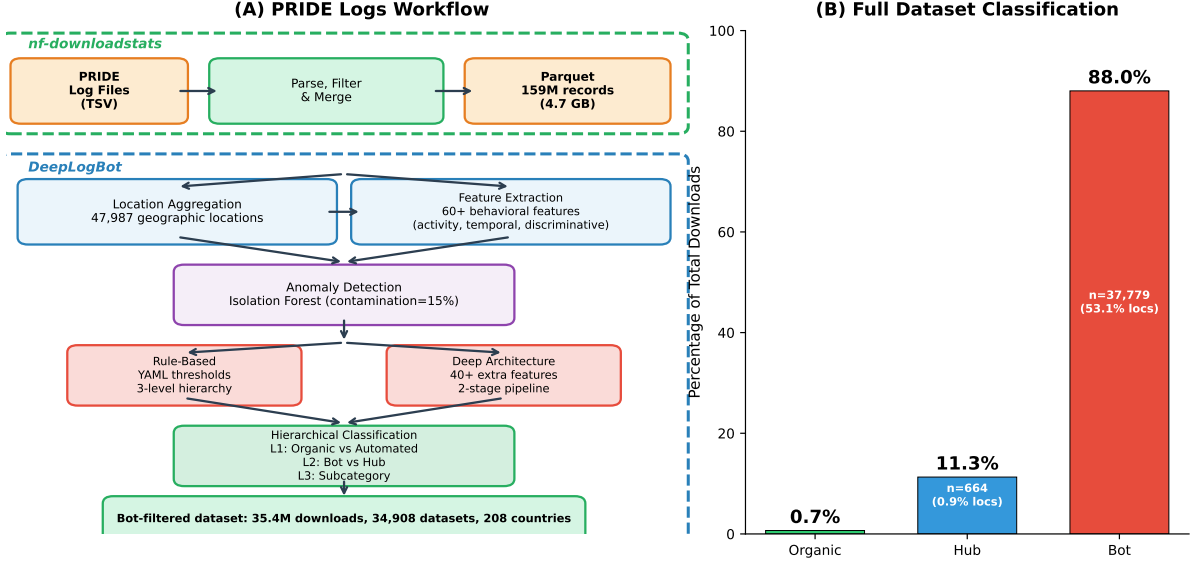 (A) PRIDE Logs Workflow
nf-downloadstats
PRIDE
Log Files
(TSV)
Parse, Filter
& Merge
Parquet
159M records
(4.7 GB)
DeepLogBot
Location Aggregation
47,987 geographic locations
Feature Extraction
60+ behavioral features
(activity, temporal, discriminative)
Anomaly Detection
Isolation Forest (contamination=15%)
Rule-Based
YAML thresholds
3-level hierarchy
Deep Architecture
40+ extra features
2-stage pipeline
Hierarchical Classification
L1: Organic vs Automated
L2: Bot vs Hub
L3: Subcategory
Bot-filtered dataset: 35.4M downloads, 34,908 datasets, 208 countries
(B) Full Dataset Classification
Percentage of Total Downloads
100
80
60
40
20
0
0.7%
11.3%
n=664
(0.9% locs)
88.0%
n=37,779
(53.1% locs)
Organic
Hub
Bot